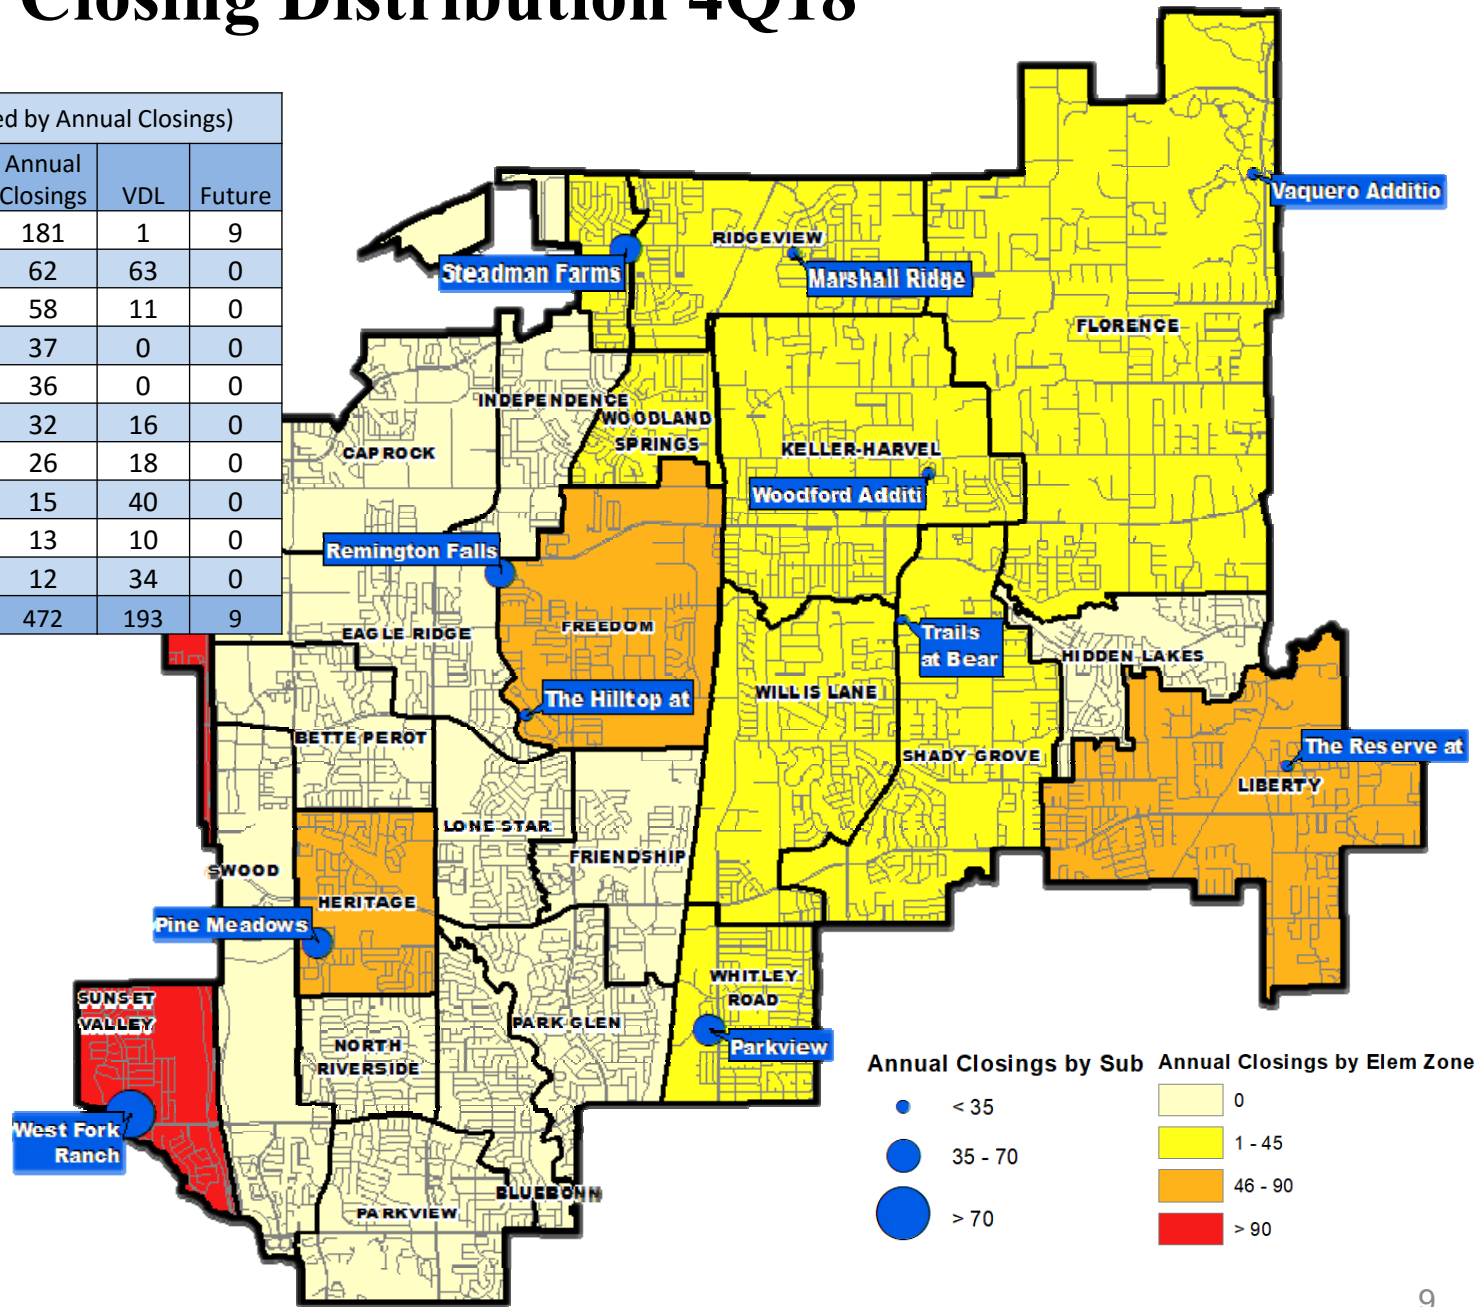 Closing Distribution 4Q18
ed by Annual Closings)
Annual Closings VDL Future
181 1 9
62 63 0
58 11 0
37 0 0
36 0 0
32 16 0
26 18 0
15 40 0
13 10 0
12 34 0
472 193 9
Vaquero Additio
RIDGEVIEW
Steadman Farms
Marshall Ridge
FLORENCE
INDEPENDENCE
WOODLAND
SPRINGS
CAPROCK
KELLER-HARVEL
Woodford Additi
Remington Falls
EAGLE RIDGE
FREEDOM
Trails
at Bear
HIDDEN LAKES
The Hilltop at
WILLIS LANE
BETTE PEROT
SHADY GROVE
The Reserve at
LIBERTY
LONE STAR
FRIENDSHIP
SWOOD
HERITAGE
Pine Meadows
WHITLEY
ROAD
SUNSET
VALLEY
PARK GLEN
NORTH
RIVERSIDE
Parkview
West Fork
Ranch
BLUEBONN
PARKVIEW
Annual Closings by Sub
< 35
35 - 70
> 70
Annual Closings by Elem Zone
0
1 - 45
46 - 90
> 90
9